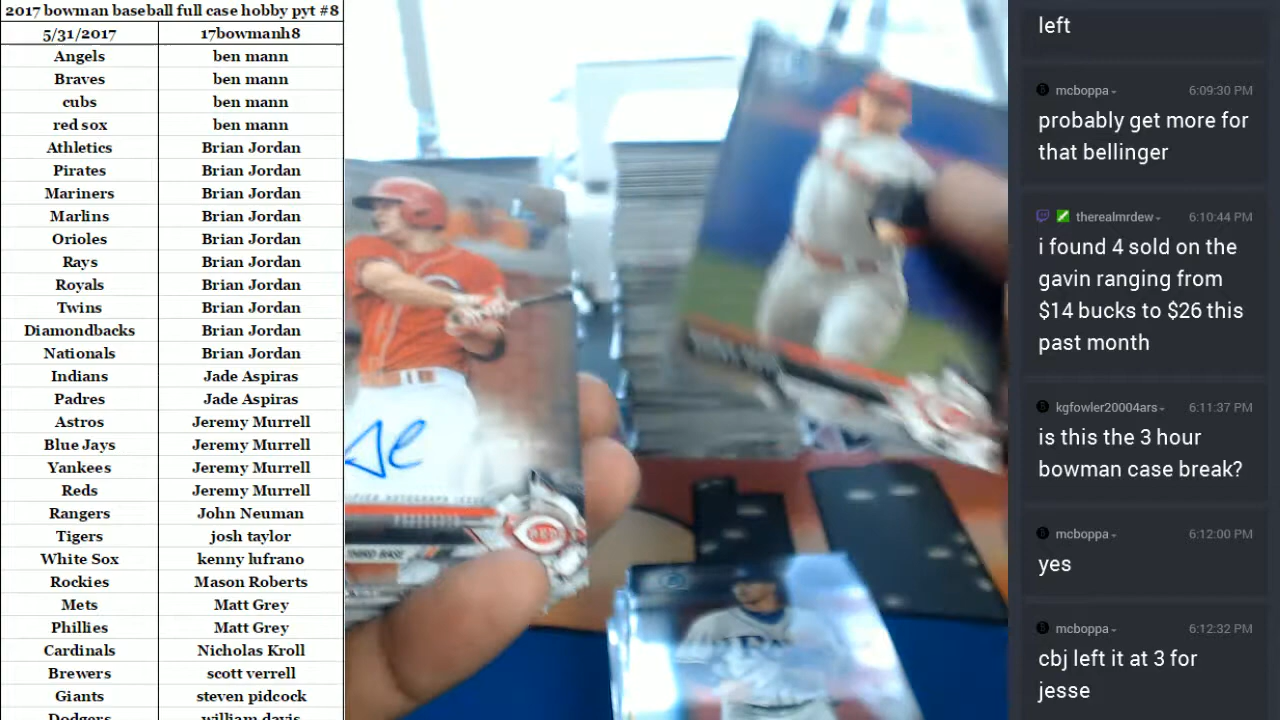 2017 bowman baseball full case hobby pyt #8
5/31/2017 17bowmanh8
Angels ben mann
Braves ben mann
cubs ben mann
red sox ben mann
Athletics Brian Jordan
Pirates Brian Jordan
Mariners Brian Jordan
Marlins Brian Jordan
Orioles Brian Jordan
Rays Brian Jordan
Royals Brian Jordan
Twins Brian Jordan
Diamondbacks Brian Jordan
Nationals Brian Jordan
Indians Jade Aspiras
Padres Jade Aspiras
Astros Jeremy Murrell
Blue Jays Jeremy Murrell
Yankees Jeremy Murrell
Reds Jeremy Murrell
Rangers John Neuman
Tigers josh taylor
White Sox kenny lufrano
Rockies Mason Roberts
Mets Matt Grey
Phillies Matt Grey
Cardinals Nicholas Kroll
Brewers scott verrell
Giants steven pidcock
Dodgers william davis
THIRD BASE
REDS
left
mcboppa 6:09:30 PM
probably get more for
that bellinger
therealmrdew 6:10:44 PM
i found 4 sold on the
gavin ranging from
$14 bucks to $26 this
past month
kgfowler20004ars 6:11:37 PM
is this the 3 hour
bowman case break?
mcboppa 6:12:00 PM
yes
mcboppa 6:12:32 PM
cbj left it at 3 for
jesse